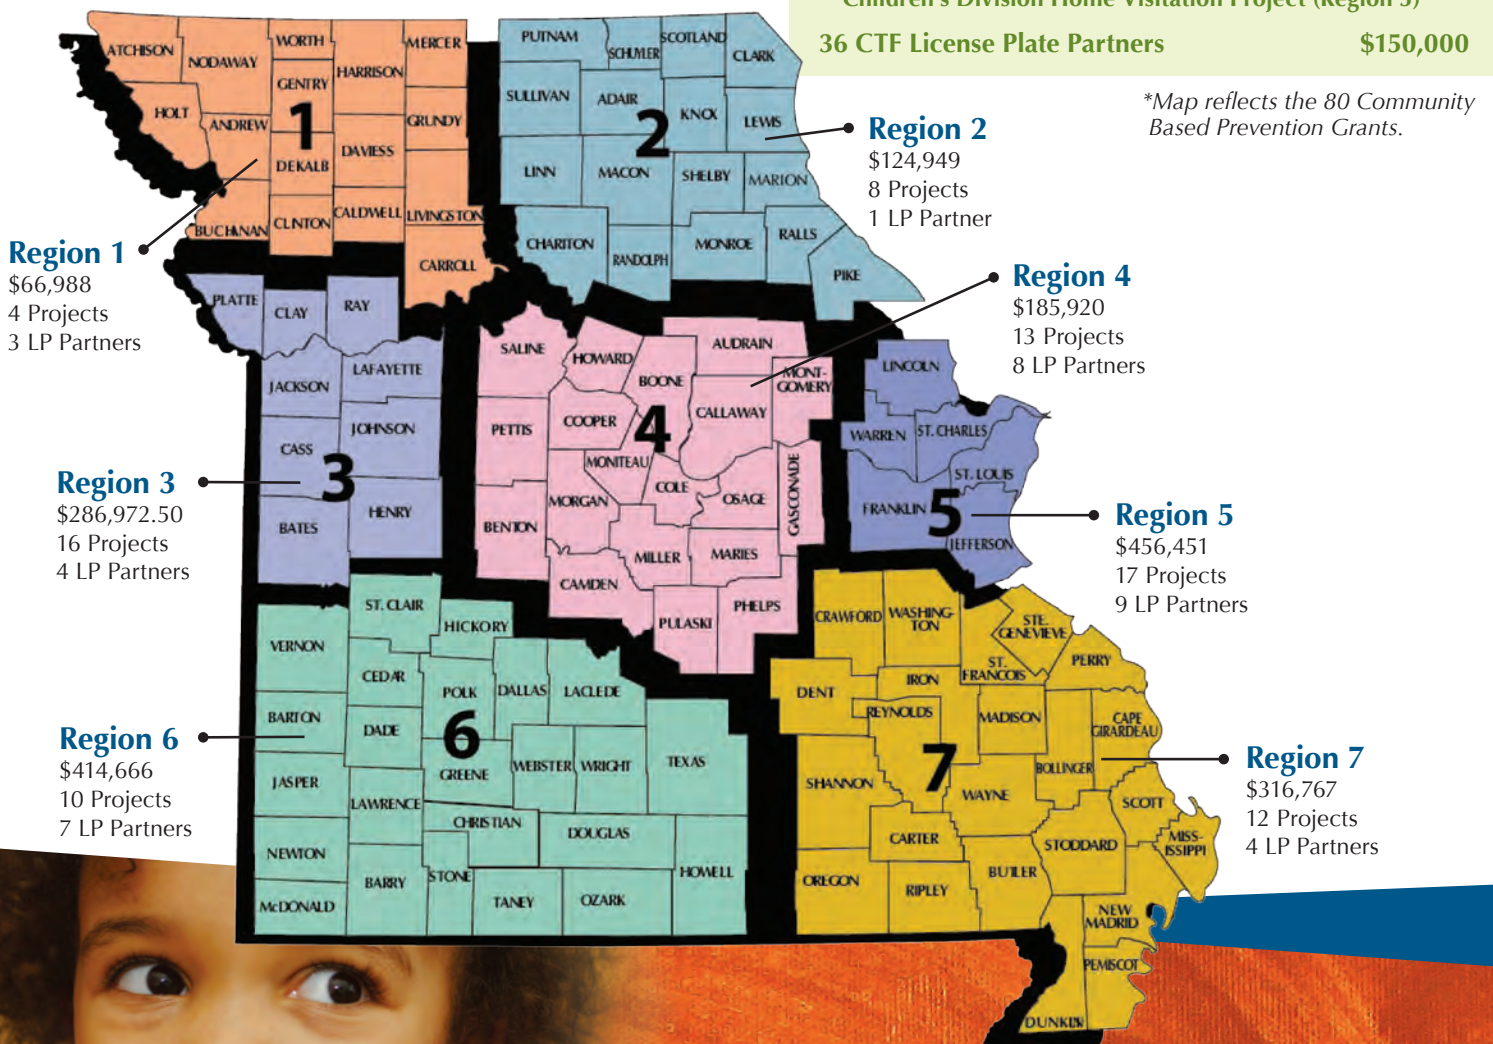 Children's Division Home Visitation Project (Region 5)
36 CTF License Plate Partners $150,000
*Map reflects the 80 Community
Based Prevention Grants.
Region 1
$66,988
4 Projects
3 LP Partners
Region 2
$124,949
8 Projects
1 LP Partner
Region 4
$185,920
13 Projects
8 LP Partners
Region 3
$286,972.50
16 Projects
4 LP Partners
Region 5
$456,451
17 Projects
9 LP Partners
Region 6
$414,666
10 Projects
7 LP Partners
Region 7
$316,767
12 Projects
4 LP Partners
1
ATCHISON
NODAWAY
WORTH
MERCER
HARRISON
GENTRY
HOLT
ANDREW
GRUNDY
DEKALB
DAVIESS
BUCHANAN
CLINTON
CALDWELL
LIVINGSTON
CARROLL
2
PUTNAM
SCHUYLER
SCOTLAND
CLARK
SULLIVAN
ADAIR
KNOX
LEWIS
LINN
MACON
SHELBY
MARION
CHARITON
RANDOLPH
MONROE
RALLS
PIKE
3
PLATTE
CLAY
RAY
JACKSON
LAFAYETTE
CASS
JOHNSON
BATES
HENRY
4
SALINE
HOWARD
BOONE
AUDRAIN
MONT-
GOMERY
CALLAWAY
COOPER
PETTIS
MONITEAU
COLE
MORGAN
OSAGE
GASCONADE
BENTON
MILLER
MARIES
CAMDEN
PULASKI
PHELPS
5
LINCOLN
WARREN
ST. CHARLES
ST. LOUIS
FRANKLIN
JEFFERSON
6
ST. CLAIR
HICKORY
VERNON
CEDAR
POLK
DALLAS
LACLEDE
BARTON
DADE
GREENE
WEBSTER
WRIGHT
TEXAS
JASPER
LAWRENCE
CHRISTIAN
DOUGLAS
NEWTON
BARRY
STONE
HOWELL
McDONALD
TANEY
OZARK
7
CRAWFORD
WASHING-
TON
STE.
GENEVIEVE
PERRY
ST.
FRANCOIS
DENT
IRON
REYNOLDS
MADISON
CAPE
GIRARDEAU
SHANNON
BOLLINGER
WAYNE
SCOTT
CARTER
STODDARD
MISS-
ISSIPPI
OREGON
RIPLEY
BUTLER
NEW
MADRID
PEMISCOT
DUNKLIN